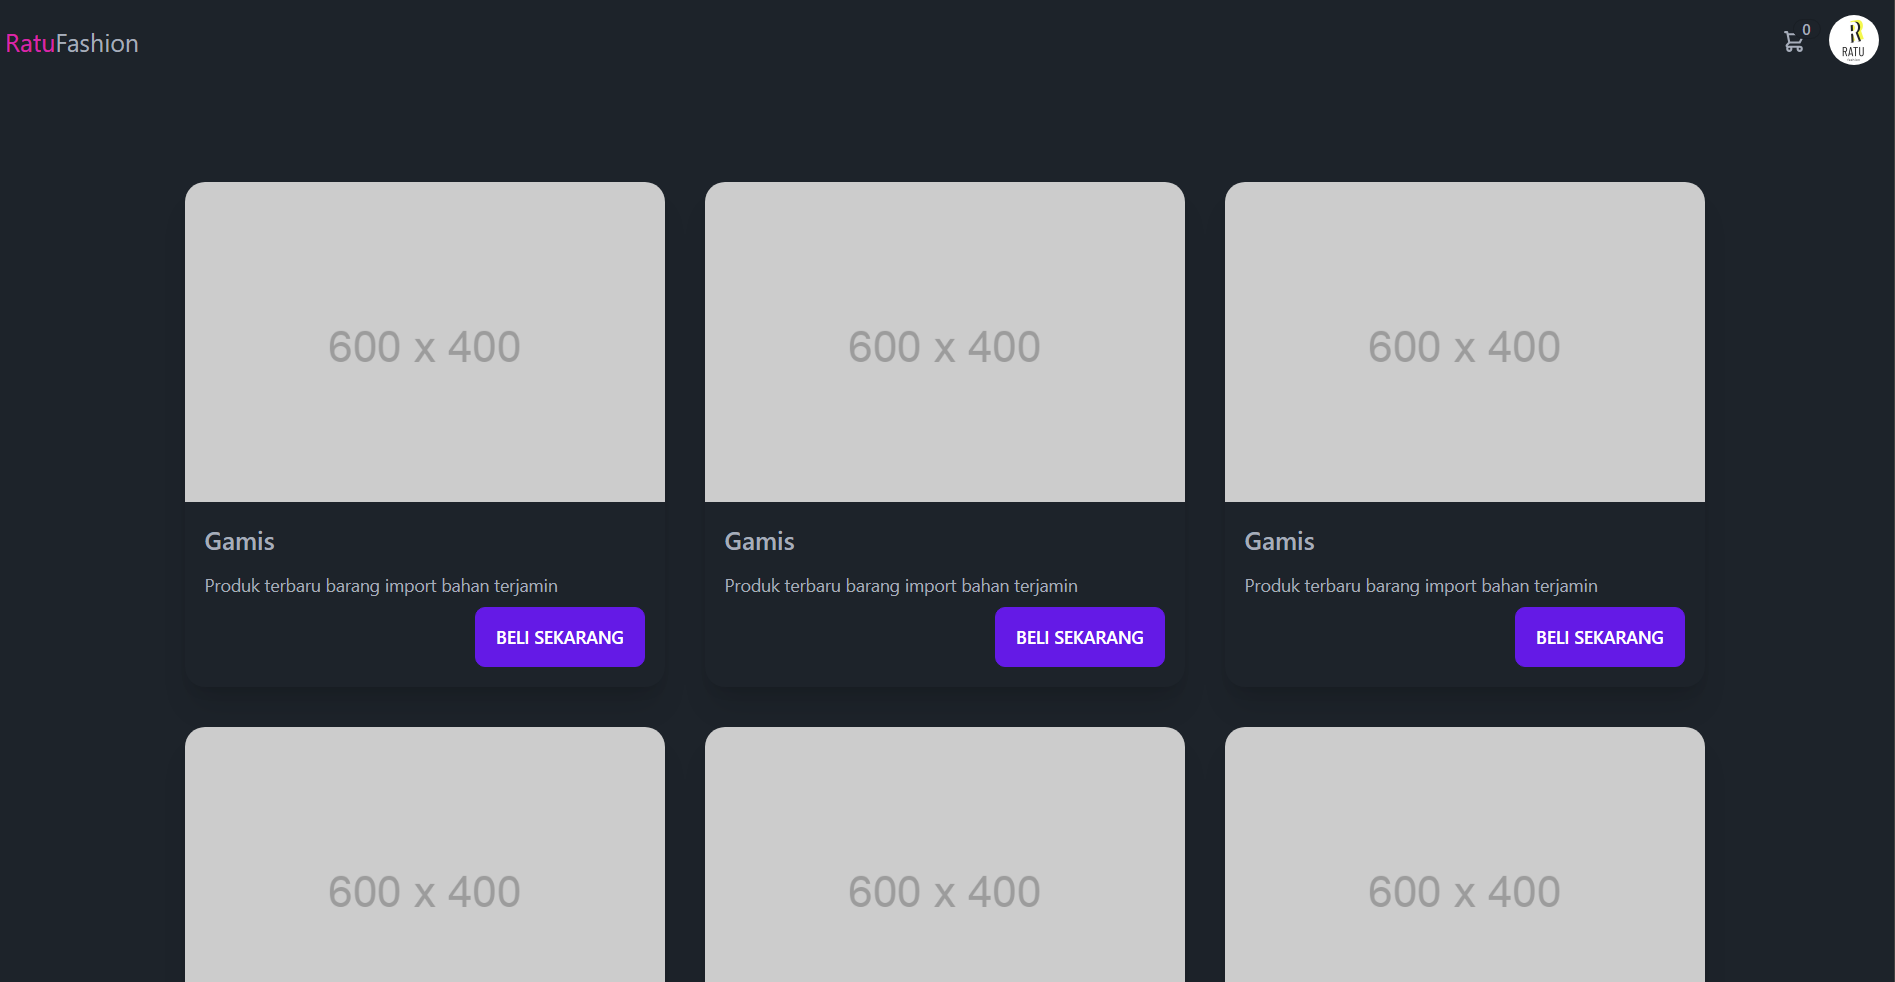 RatuFashion
0
R
RATU
600 x 400
600 x 400
600 x 400
Gamis
Gamis
Gamis
Produk terbaru barang import bahan terjamin
Produk terbaru barang import bahan terjamin
Produk terbaru barang import bahan terjamin
BELI SEKARANG
BELI SEKARANG
BELI SEKARANG
600 x 400
600 x 400
600 x 400